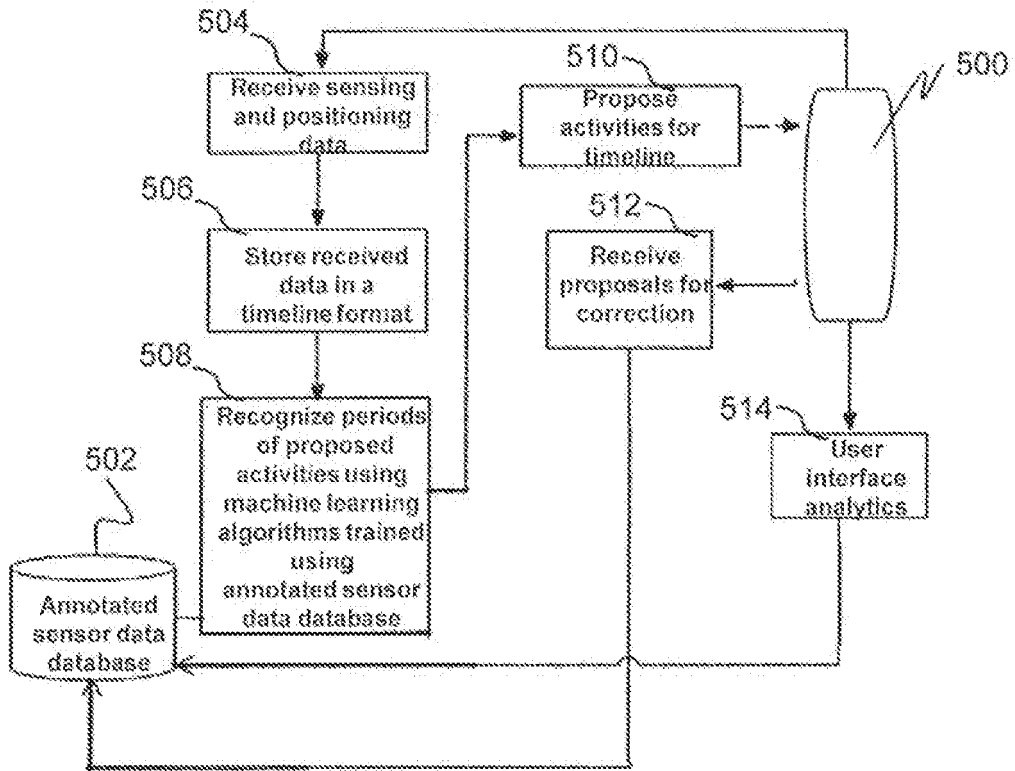 504
Receive sensing
and positioning
data
506
Store received
data in a
timeline format
508
Recognize periods
of proposed
activities using
machine learning
algorithms trained
using
annotated sensor
data database
502
Annotated
sensor data
database
510
Propose
activities for
timeline
512
Receive
proposals for
correction
500
514
User
interface
analytics